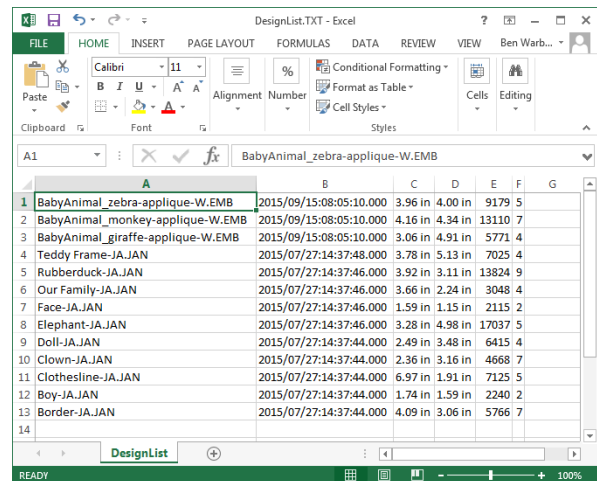 DesignList.TXT - Excel
FILE HOME INSERT PAGE LAYOUT FORMULAS DATA REVIEW VIEW Ben Warb...
Paste
Clipboard
Calibri 11
B I U A A
A
Font
Alignment
%
Number
Conditional Formatting
Format as Table
Cell Styles
Styles
Cells
Editing
A1 fx BabyAnimal_zebra-applique-W.EMB
A B C D E F G
1 BabyAnimal_zebra-applique-W.EMB 2015/09/15:08:05:10.000 3.96 in 4.00 in 9179 5
2 BabyAnimal_monkey-applique-W.EMB 2015/09/15:08:05:10.000 4.16 in 4.34 in 13110 7
3 BabyAnimal_giraffe-applique-W.EMB 2015/09/15:08:05:10.000 3.06 in 4.91 in 5771 4
4 Teddy Frame-JA.JAN 2015/07/27:14:37:48.000 3.78 in 5.13 in 7025 4
5 Rubberduck-JA.JAN 2015/07/27:14:37:46.000 3.92 in 3.11 in 13824 9
6 Our Family-JA.JAN 2015/07/27:14:37:46.000 3.66 in 2.24 in 3048 4
7 Face-JA.JAN 2015/07/27:14:37:46.000 1.59 in 1.15 in 2115 2
8 Elephant-JA.JAN 2015/07/27:14:37:46.000 3.28 in 4.98 in 17037 5
9 Doll-JA.JAN 2015/07/27:14:37:44.000 2.49 in 3.48 in 6415 4
10 Clown-JA.JAN 2015/07/27:14:37:44.000 2.36 in 3.16 in 4668 7
11 Clothesline-JA.JAN 2015/07/27:14:37:44.000 6.97 in 1.91 in 7125 5
12 Boy-JA.JAN 2015/07/27:14:37:44.000 1.74 in 1.59 in 2240 2
13 Border-JA.JAN 2015/07/27:14:37:44.000 4.09 in 3.06 in 5766 7
14
DesignList
READY 100%